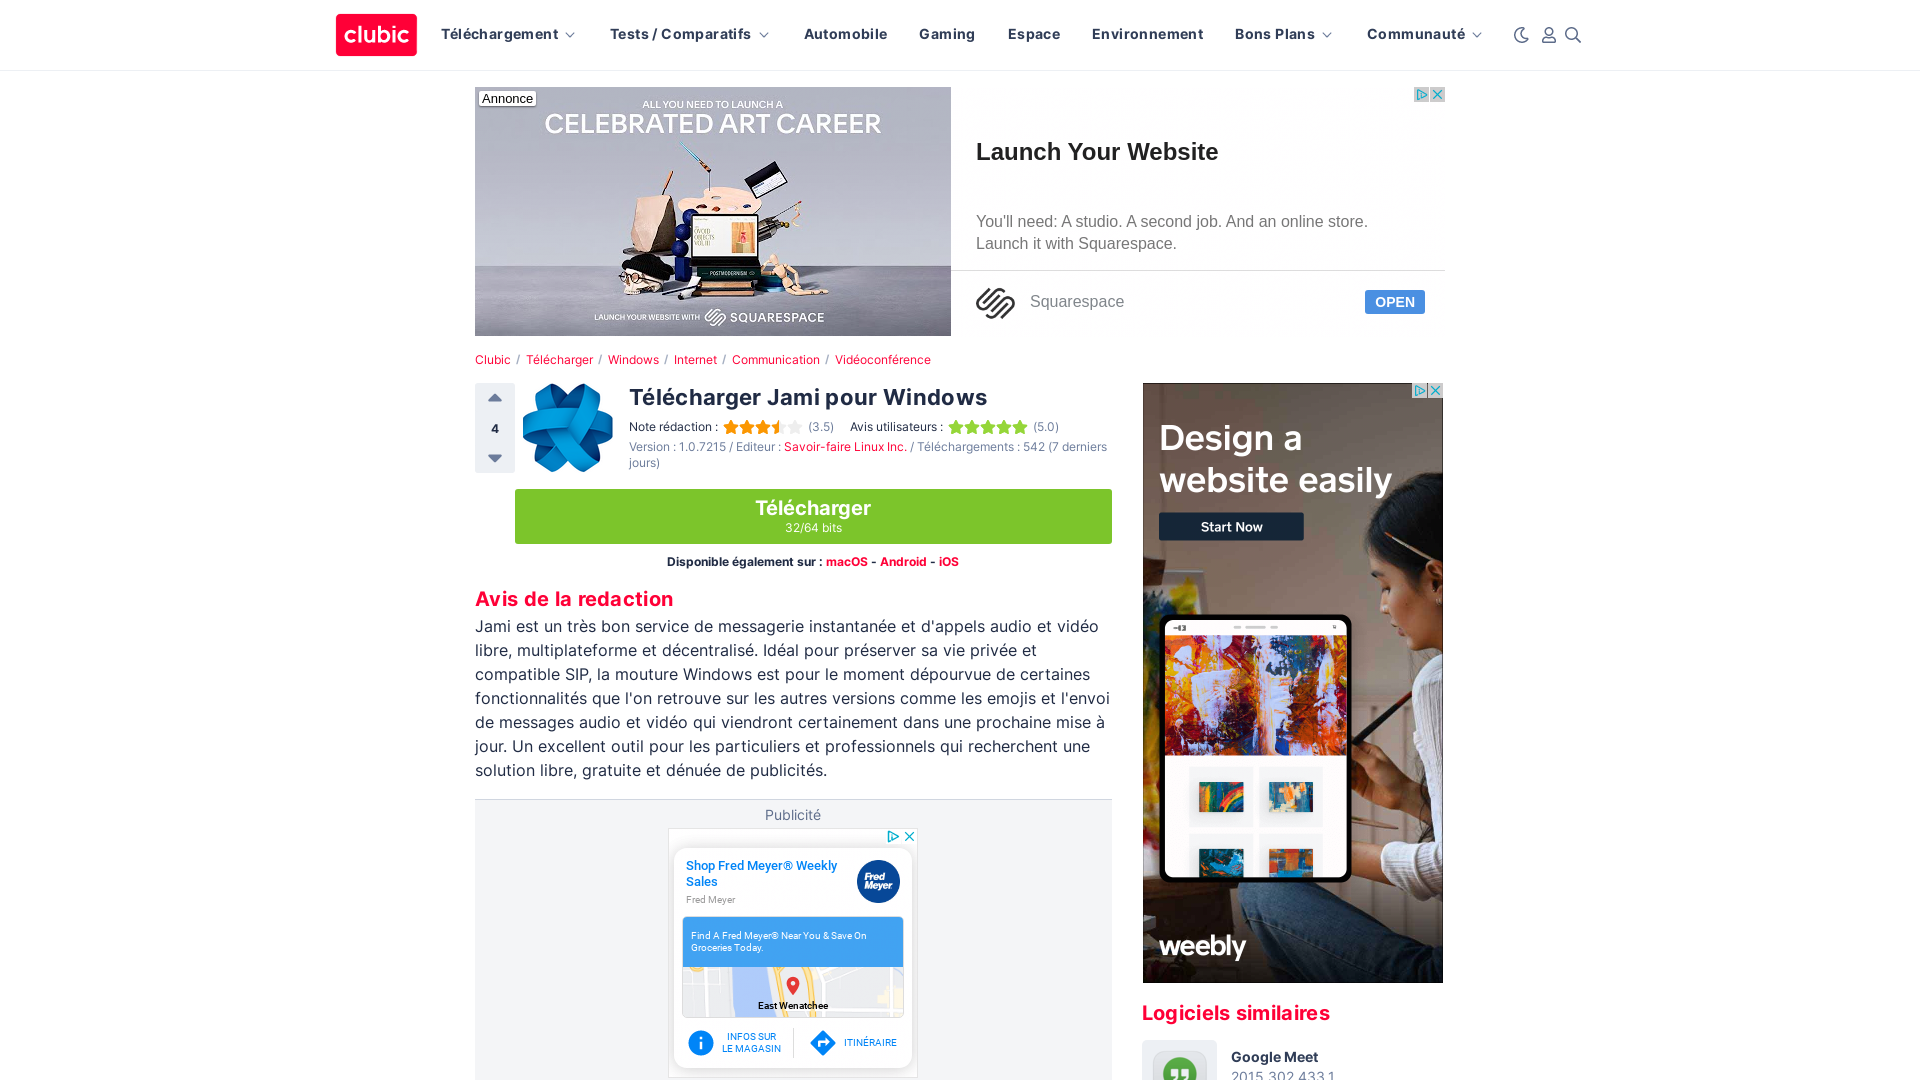 clubic
Téléchargement
Tests / Comparatifs
Automobile
Gaming
Espace
Environnement
Bons Plans
Communauté
Annonce
ALL YOU NEED TO LAUNCH A
CELEBRATED ART CAREER
POSTMODERNISM
LAUNCH YOUR WEBSITE WITH SQUARESPACE
Launch Your Website
You'll need: A studio. A second job. And an online store.
Launch it with Squarespace.
Squarespace
OPEN
Clubic / Télécharger / Windows / Internet / Communication / Vidéoconférence
4
Télécharger Jami pour Windows
Note rédaction : (3.5) Avis utilisateurs : (5.0)
Version : 1.0.7215 / Editeur : Savoir-faire Linux Inc. / Téléchargements : 542 (7 derniers
jours)
Télécharger
32/64 bits
Disponible également sur : macOS - Android - iOS
Avis de la redaction
Jami est un très bon service de messagerie instantanée et d'appels audio et vidéo
libre, multiplateforme et décentralisé. Idéal pour préserver sa vie privée et
compatible SIP, la mouture Windows est pour le moment dépourvue de certaines
fonctionnalités que l'on retrouve sur les autres versions comme les emojis et l'envoi
de messages audio et vidéo qui viendront certainement dans une prochaine mise à
jour. Un excellent outil pour les particuliers et professionnels qui recherchent une
solution libre, gratuite et dénuée de publicités.
Publicité
Shop Fred Meyer® Weekly
Sales
Fred Meyer
Fred
Meyer
Find A Fred Meyer® Near You & Save On
Groceries Today.
East Wenatchee
INFOS SUR
LE MAGASIN
ITINÉRAIRE
Design a
website easily
Start Now
weebly
Logiciels similaires
Google Meet
2015.302.433.1